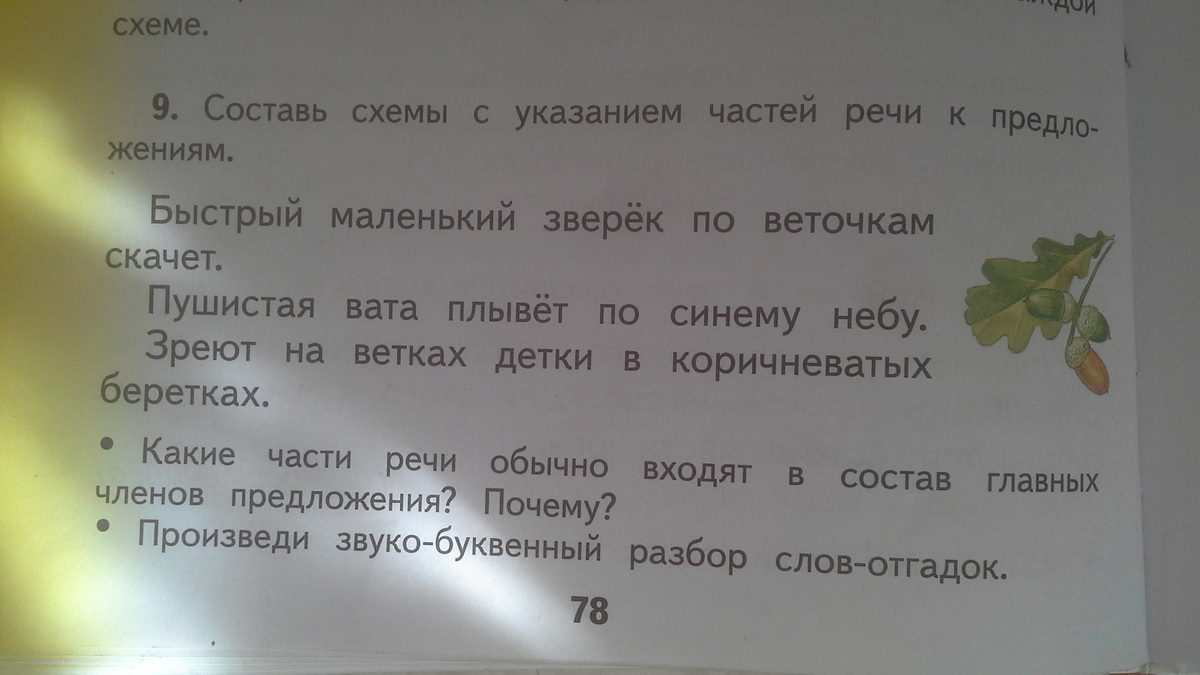 схеме.
9. Составь схемы с указанием частей речи к предло-
жениям.
Быстрый маленький зверёк по веточкам
скачет.
Пушистая вата плывёт по синему небу.
Зреют на ветках детки в коричневатых
беретках.
• Какие части речи обычно входят в состав главных
членов предложения? Почему?
• Произведи звуко-буквенный разбор слов-отгадок.
78